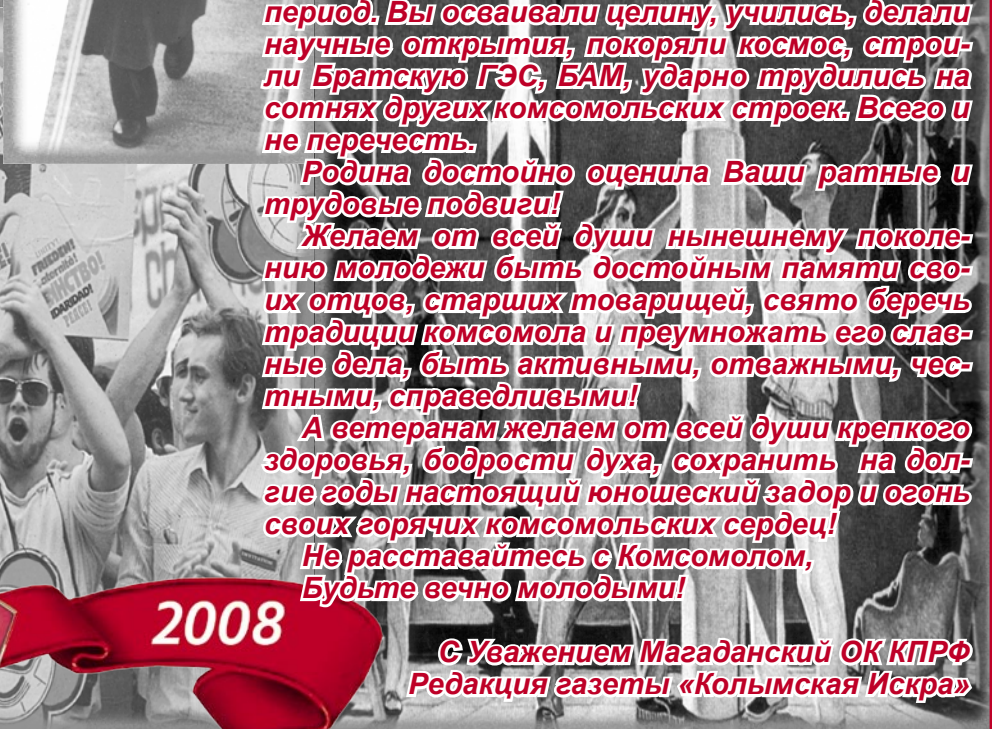 период. Вы осваивали целину, учились, делали
научные открытия, покоряли космос, строи-
ли Братскую ГЭС, БАМ, ударно трудились на
сотнях других комсомольских строек. Всего и
не перечесть.
Родина достойно оценила Ваши ратные и
трудовые подвиги!
Желаем от всей души нынешнему поколе-
нию молодежи быть достойным памяти сво-
их отцов, старших товарищей, свято беречь
традиции комсомола и преумножать его слав-
ные дела, быть активными, отважными, чес-
тными, справедливыми!
А ветеранам желаем от всей души крепкого
здоровья, бодрости духа, сохранить на дол-
гие годы настоящий юношеский задор и огонь
своих горячих комсомольских сердец!
Не расставайтесь с Комсомолом,
Будьте вечно молодыми!
2008
С Уважением Магаданский ОК КПРФ
Редакция газеты «Колымская Искра»